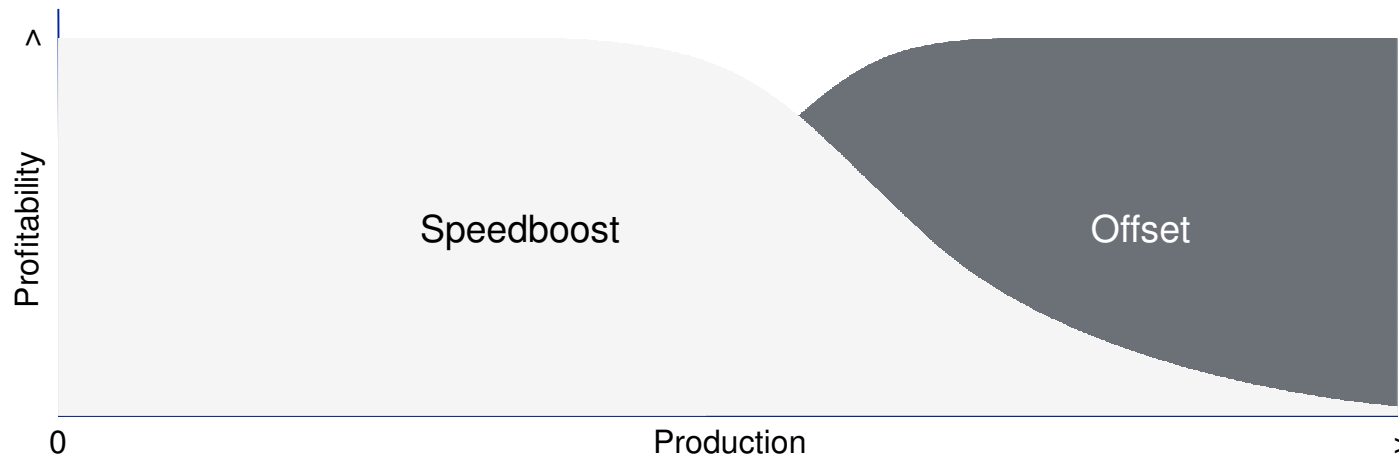 >
Profitability
Speedboost
Offset
0
Production
>